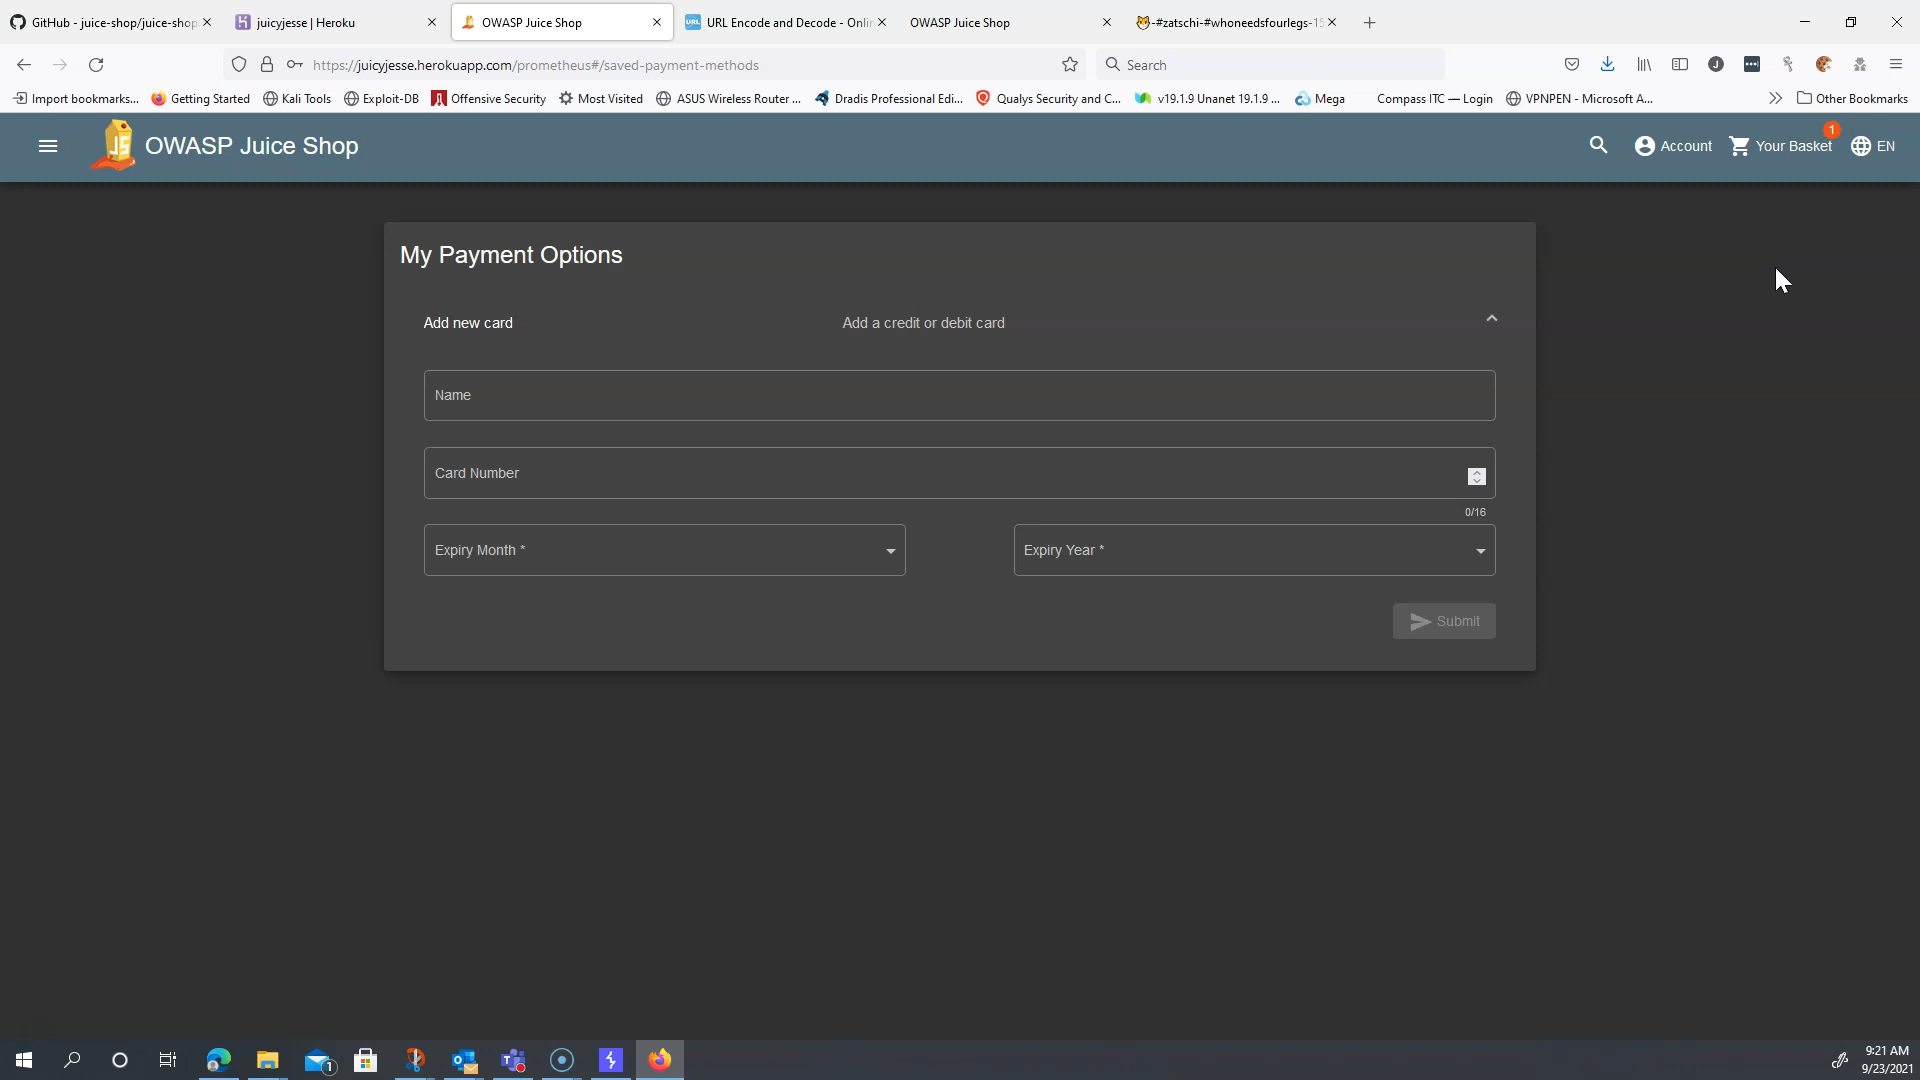 GitHub - juice-shop/juice-shop
juicyjesse | Heroku
OWASP Juice Shop
URL Encode and Decode - Onlin
OWASP Juice Shop
-#zatschi-#whoneedsfourlegs-15
https://juicyjesse.herokuapp.com/prometheus#/saved-payment-methods
Search
Import bookmarks...
Getting Started
Kali Tools
Exploit-DB
Offensive Security
Most Visited
ASUS Wireless Router ...
Dradis Professional Edi...
Qualys Security and C...
v19.1.9 Unanet 19.1.9 ...
Mega
Compass ITC — Login
VPNPEN - Microsoft A...
Other Bookmarks
OWASP Juice Shop
Account
Your Basket
1
EN
My Payment Options
Add new card
Add a credit or debit card
Name
Card Number
0/16
Expiry Month *
Expiry Year *
Submit
1
9:21 AM
9/23/2021